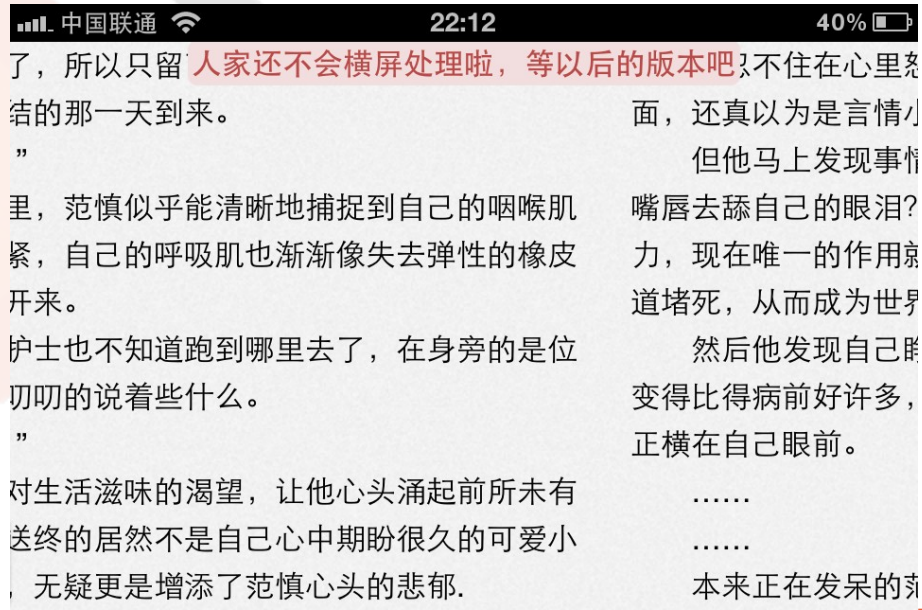 中国联通
22:12
40%
人家还不会横屏处理啦，等以后的版本吧
了，所以只留
结的那一天到来。
”
里，范慎似乎能清晰地捕捉到自己的咽喉肌
紧，自己的呼吸肌也渐渐像失去弹性的橡皮
开来。
护士也不知道跑到哪里去了，在身旁的是位
叨叨的说着些什么。
”
对生活滋味的渴望，让他心头涌起前所未有
送终的居然不是自己心中期盼很久的可爱小
，无疑更是增添了范慎心头的悲郁.
忍不住在心里怒
面，还真以为是言情小
但他马上发现事情
嘴唇去舔自己的眼泪?
力，现在唯一的作用就
道堵死，从而成为世界
然后他发现自己睁
变得比得病前好许多，
正横在自己眼前。
……
……
本来正在发呆的范